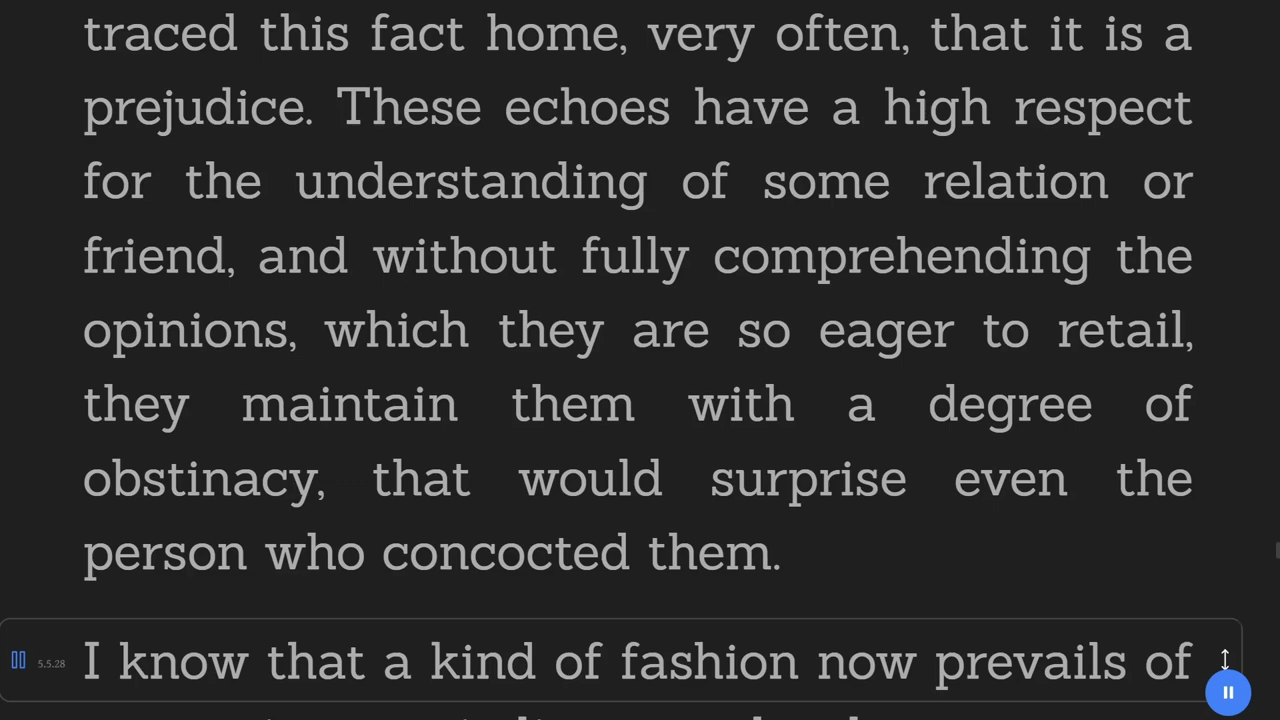 traced this fact home, very often, that it is a
prejudice. These echoes have a high respect
for the understanding of some relation or
friend, and without fully comprehending the
opinions, which they are so eager to retail,
they maintain them with a degree of
obstinacy, that would surprise even the
person who concocted them.
5.5.28 I know that a kind of fashion now prevails of